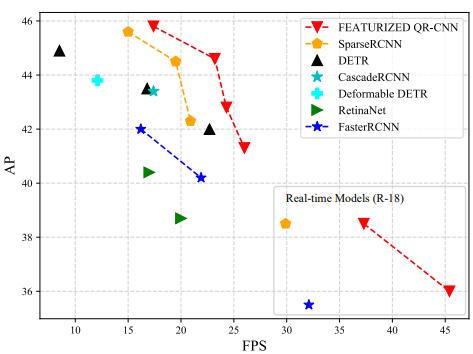 46
44
42
40
38
36
AP
FEATURIZED QR-CNN
SparseRCNN
DETR
CascadeRCNN
Deformable DETR
RetinaNet
FasterRCNN
Real-time Models (R-18)
10 15 20 25 30 35 40 45
FPS